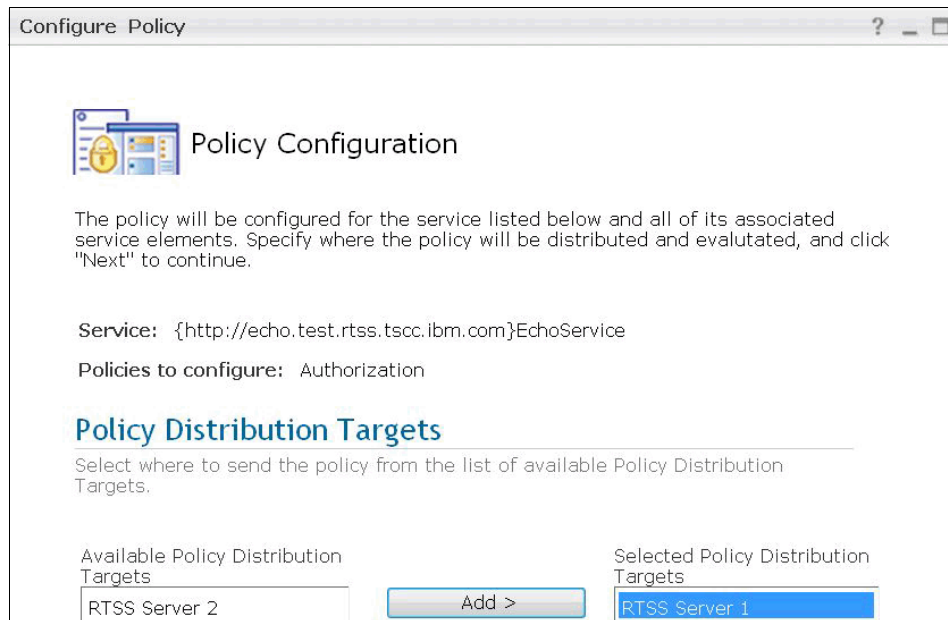 Configure Policy ?
Policy Configuration
The policy will be configured for the service listed below and all of its associated
service elements. Specify where the policy will be distributed and evalutated, and click
"Next" to continue.
Service: {http://echo.test.rtss.tscc.ibm.com}EchoService
Policies to configure: Authorization
Policy Distribution Targets
Select where to send the policy from the list of available Policy Distribution
Targets.
Available Policy Distribution
Targets
RTSS Server 2
Add >
Selected Policy Distribution
Targets
RTSS Server 1